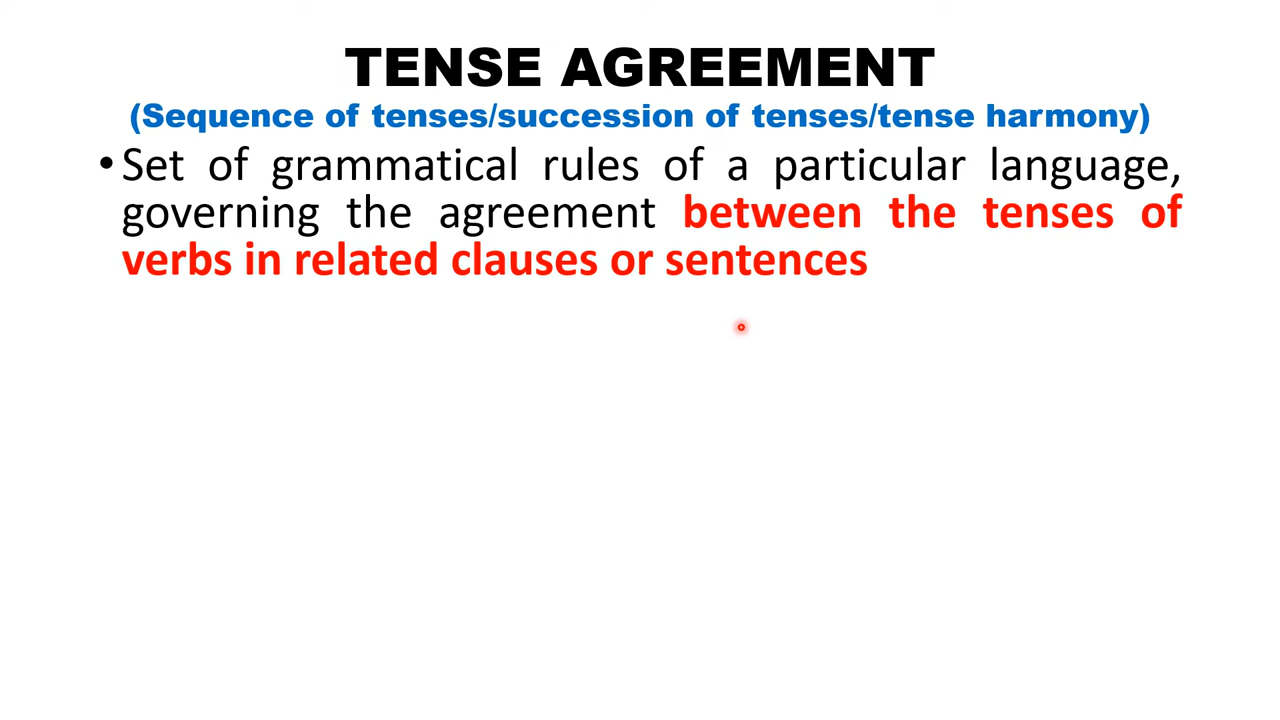 TENSE AGREEMENT
(Sequence of tenses/succession of tenses/tense harmony)
• Set of grammatical rules of a particular language,
governing the agreement between the tenses of
verbs in related clauses or sentences